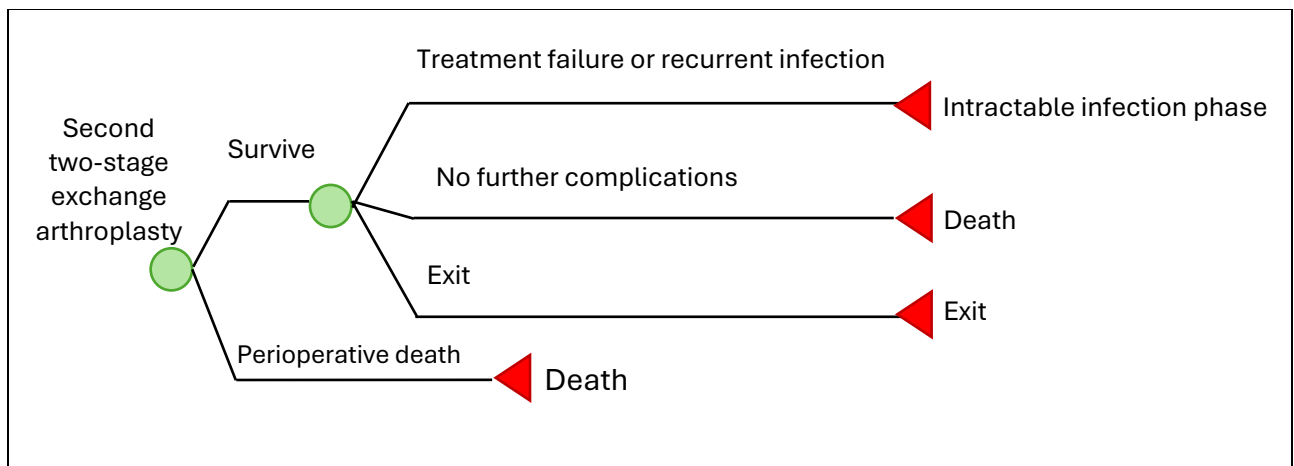 Treatment failure or recurrent infection
Intractable infection phase
Second
two-stage
exchange
arthroplasty
Survive
No further complications
Death
Exit
Exit
Perioperative death
Death